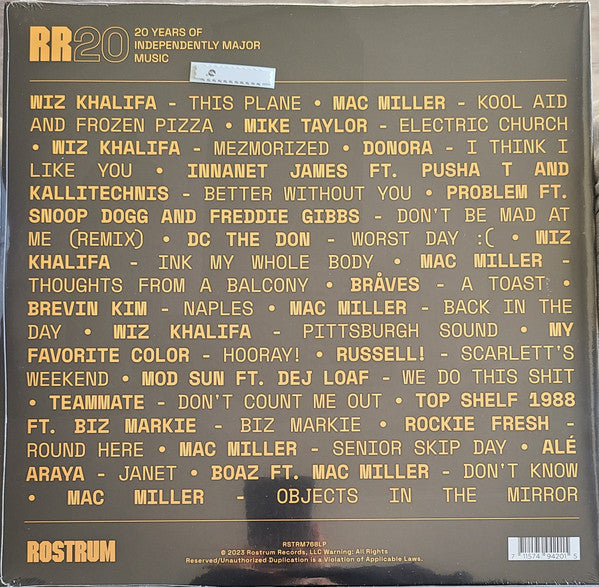 RR20 20 YEARS OF
INDEPENDENTLY MAJOR
MUSIC
WIZ KHALIFA - THIS PLANE • MAC MILLER - KOOL AID
AND FROZEN PIZZA • MIKE TAYLOR - ELECTRIC CHURCH
• WIZ KHALIFA - MEZMORIZED • DONORA - I THINK I
LIKE YOU • INNANET JAMES FT. PUSHA T AND
KALLITECHNIS - BETTER WITHOUT YOU • PROBLEM FT.
SNOOP DOGG AND FREDDIE GIBBS - DON'T BE MAD AT
ME (REMIX) • DC THE DON - WORST DAY :( • WIZ
KHALIFA - INK MY WHOLE BODY • MAC MILLER -
THOUGHTS FROM A BALCONY • BRÅVES - A TOAST •
BREVIN KIM - NAPLES • MAC MILLER - BACK IN THE
DAY • WIZ KHALIFA - PITTSBURGH SOUND • MY
FAVORITE COLOR - HOORAY! • RUSSELL! - SCARLETT'S
WEEKEND • MOD SUN FT. DEJ LOAF - WE DO THIS SHIT
• TEAMMATE - DON'T COUNT ME OUT • TOP SHELF 1988
FT. BIZ MARKIE - BIZ MARKIE • ROCKIE FRESH -
ROUND HERE • MAC MILLER - SENIOR SKIP DAY • ALÉ
ARAYA - JANET • BOAZ FT. MAC MILLER - DON'T KNOW
• MAC MILLER - OBJECTS IN THE MIRROR
ROSTRUM
RSTRM768LP
© 2023 Rostrum Records, LLC Warning: All Rights
Reserved/Unauthorized Duplication is a Violation of Applicable Laws.
7 11574 94201 5